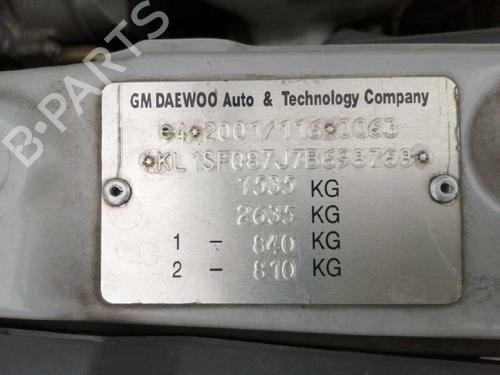 GM DAEWOO Auto & Technology Company
e4*2001/116*0063
*KL1SF087J7B698768*
1535 KG
2635 KG
1 - 840 KG
2 - 810 KG